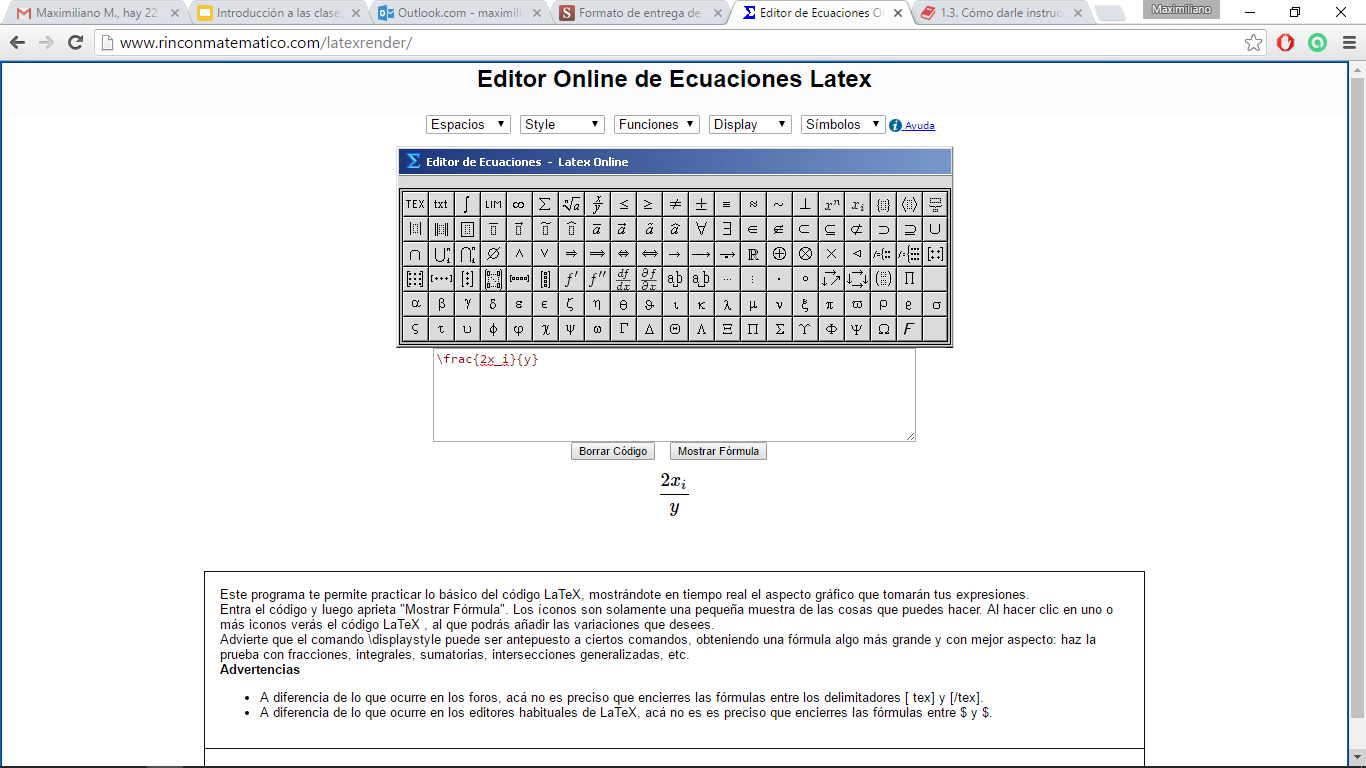 Maximiliano M., hay 22
Introducción a las clase
Outlook.com - maximili
Formato de entrega de
Editor de Ecuaciones O
1.3. Cómo darle instruc
Maximiliano
www.rinconmatematico.com/latexrender/
Editor Online de Ecuaciones Latex
Espacios Style Funciones Display Símbolos Ayuda
Editor de Ecuaciones - Latex Online
TEX txt ∫ LIM ∞ Σ ⁿ√a x/y ≤ ≥ ≠ ± ≡ ≈ ~ ⊥ xⁿ xᵢ
a a a a ∀ ∃ ∈ ∉ ⊂ ⊆ ⊄ ⊃ ⊇ ∪
∩ ∪ ∩ ∅ ∧ ∨ ⇒ ⟹ ⇔ ⟺ → ⟶ ℝ ⊕ ⊗ × ⊲
f' f'' df/dx ∂f/∂x a͡b a͜b ··· ⋮ · ∘ Π
α β γ δ ε ϵ ζ η θ ϑ ι κ λ μ ν ξ π ϖ ρ ϱ σ
ς τ υ ϕ φ χ ψ ω Γ Δ Θ Λ Ξ Π Σ ϒ Φ Ψ Ω F
\frac{2x_i}{y}
Borrar Código Mostrar Fórmula
2xᵢ
y
Este programa te permite practicar lo básico del código LaTeX, mostrándote en tiempo real el aspecto gráfico que tomarán tus expresiones.
Entra el código y luego aprieta "Mostrar Fórmula". Los íconos son solamente una pequeña muestra de las cosas que puedes hacer. Al hacer clic en uno o
más iconos verás el código LaTeX , al que podrás añadir las variaciones que desees.
Advierte que el comando \displaystyle puede ser antepuesto a ciertos comandos, obteniendo una fórmula algo más grande y con mejor aspecto: haz la
prueba con fracciones, integrales, sumatorias, intersecciones generalizadas, etc.
Advertencias
• A diferencia de lo que ocurre en los foros, acá no es preciso que encierres las fórmulas entre los delimitadores [ tex] y [/tex].
• A diferencia de lo que ocurre en los editores habituales de LaTeX, acá no es es preciso que encierres las fórmulas entre $ y $.